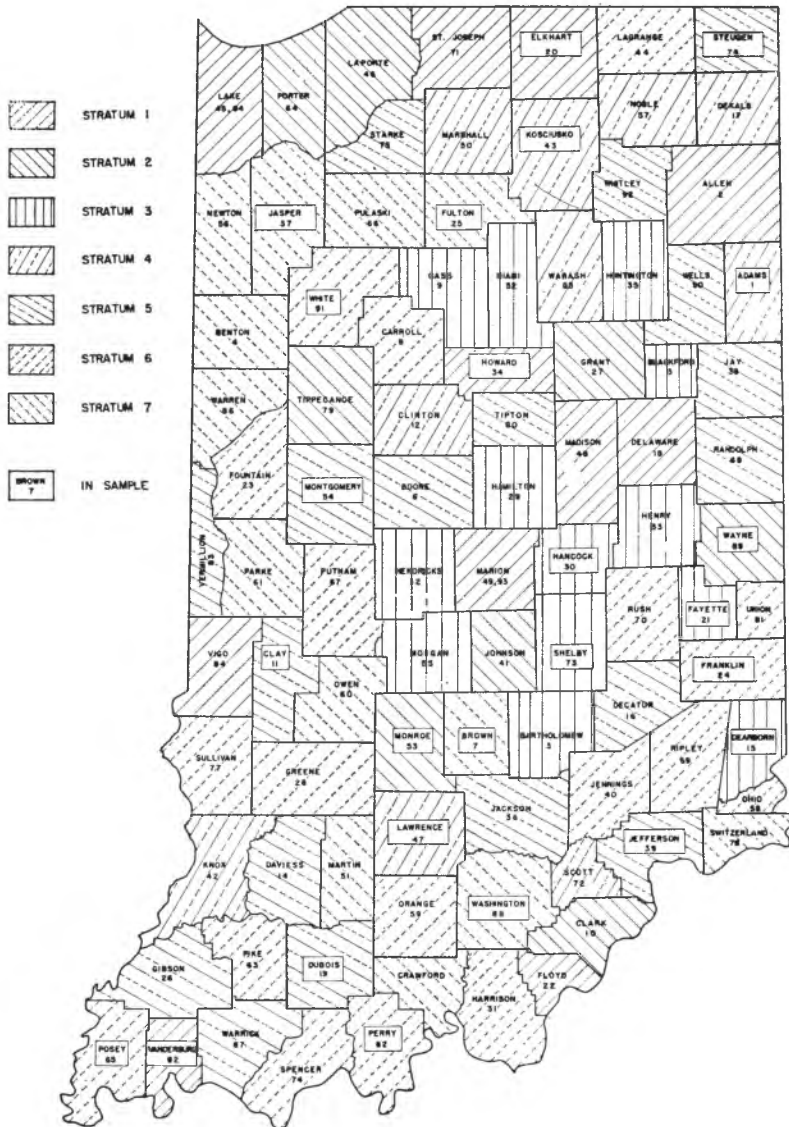 STRATUM 1
STRATUM 2
STRATUM 3
STRATUM 4
STRATUM 5
STRATUM 6
STRATUM 7
BROWN
7
IN SAMPLE
LAKE
PORTER
64
LAPORTE
46
ST. JOSEPH
71
ELKHART
20
LAGRANGE
44
STEUBEN
STARKE
75
MARSHALL
50
KOSCIUSKO
43
NOBLE
57
DEKALB
17
NEWTON
56
JASPER
37
PULASKI
66
FULTON
25
WHITLEY
92
ALLEN
2
WHITE
91
CASS
9
MIAMI
52
WABASH
85
HUNTINGTON
35
WELLS
90
ADAMS
1
BENTON
4
CARROLL
8
HOWARD
34
GRANT
27
BLACKFORD
5
JAY
38
WARREN
86
TIPPECANOE
79
CLINTON
12
TIPTON
80
MADISON
48
DELAWARE
18
RANDOLPH
68
FOUNTAIN
23
MONTGOMERY
54
BOONE
6
HAMILTON
29
HENRY
33
WAYNE
89
VERMILLION
83
PARKE
61
PUTNAM
67
HENDRICKS
32
MARION
49,93
HANCOCK
30
RUSH
70
FAYETTE
21
UNION
81
VIGO
84
CLAY
11
OWEN
60
MORGAN
55
JOHNSON
41
SHELBY
73
FRANKLIN
24
DECATUR
16
SULLIVAN
77
GREENE
28
MONROE
53
BROWN
7
BARTHOLOMEW
3
JENNINGS
40
RIPLEY
69
DEARBORN
15
OHIO
58
LAWRENCE
47
JACKSON
36
JEFFERSON
39
SWITZERLAND
78
KNOX
42
DAVIESS
14
MARTIN
51
ORANGE
59
WASHINGTON
88
SCOTT
72
CLARK
10
GIBSON
26
PIKE
63
DUBOIS
19
CRAWFORD
HARRISON
31
FLOYD
22
POSEY
65
VANDERBURG
82
WARRICK
87
SPENCER
74
PERRY
62